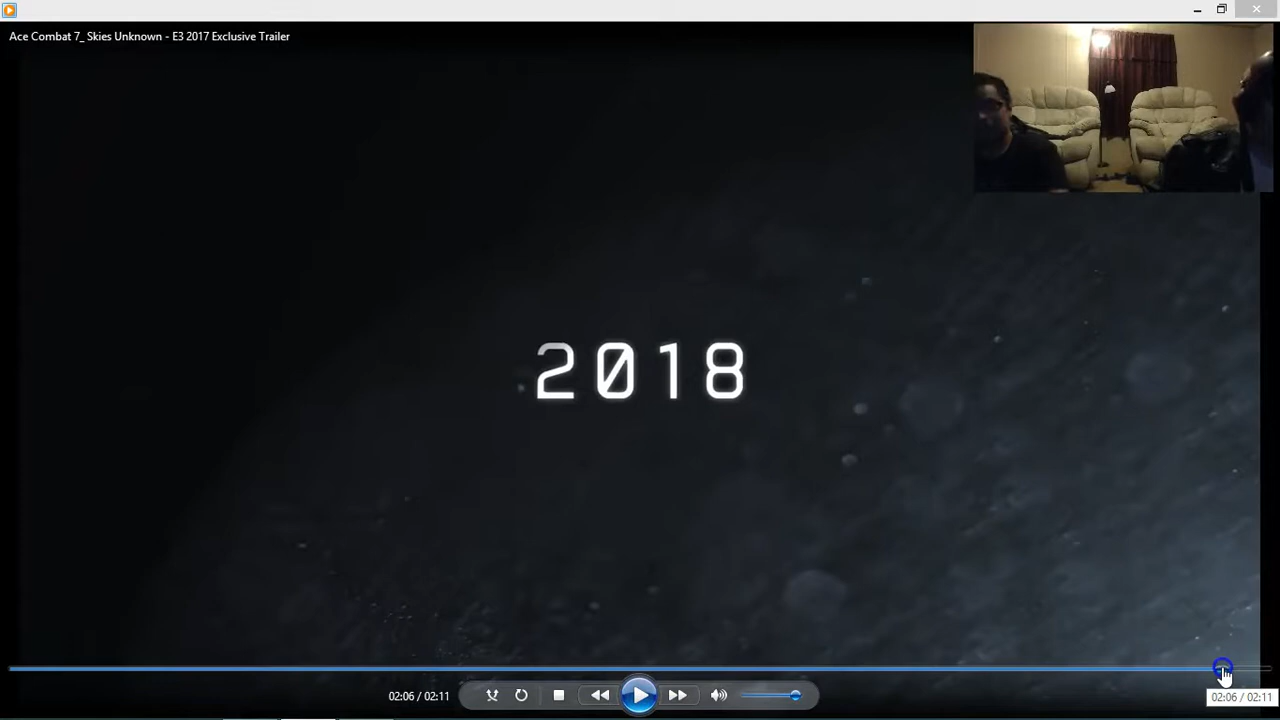 Ace Combat 7_ Skies Unknown - E3 2017 Exclusive Trailer
2018
02:06 / 02:11
02:06 / 02:11